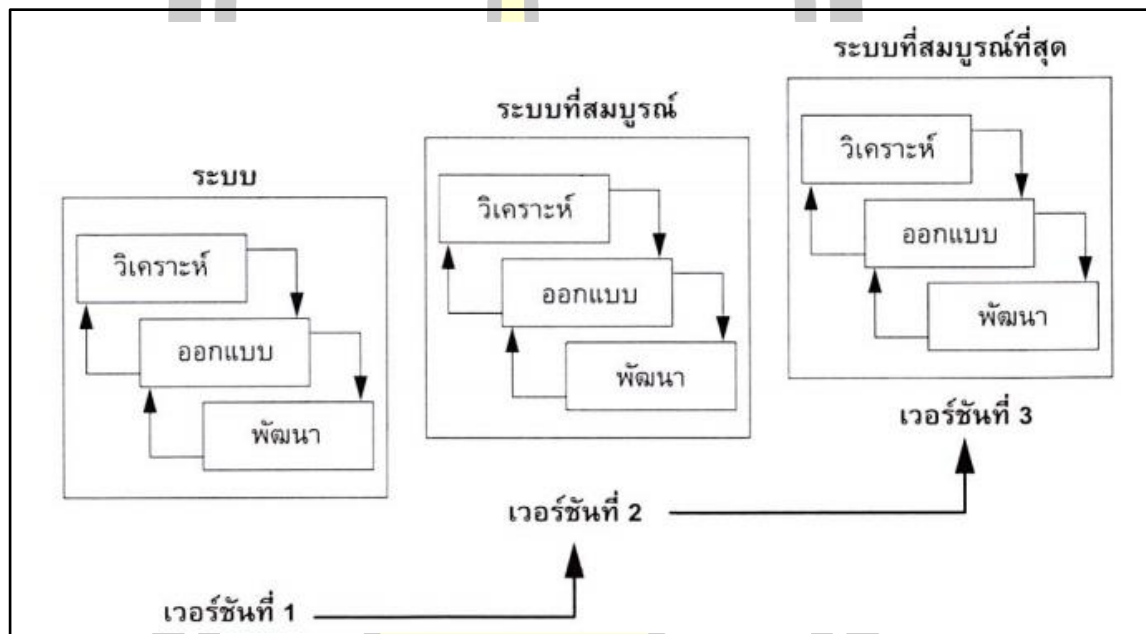 ระบบ
วิเคราะห์
ออกแบบ
พัฒนา
เวอร์ชันที่ 1
ระบบที่สมบูรณ์
วิเคราะห์
ออกแบบ
พัฒนา
เวอร์ชันที่ 2
ระบบที่สมบูรณ์ที่สุด
วิเคราะห์
ออกแบบ
พัฒนา
เวอร์ชันที่ 3